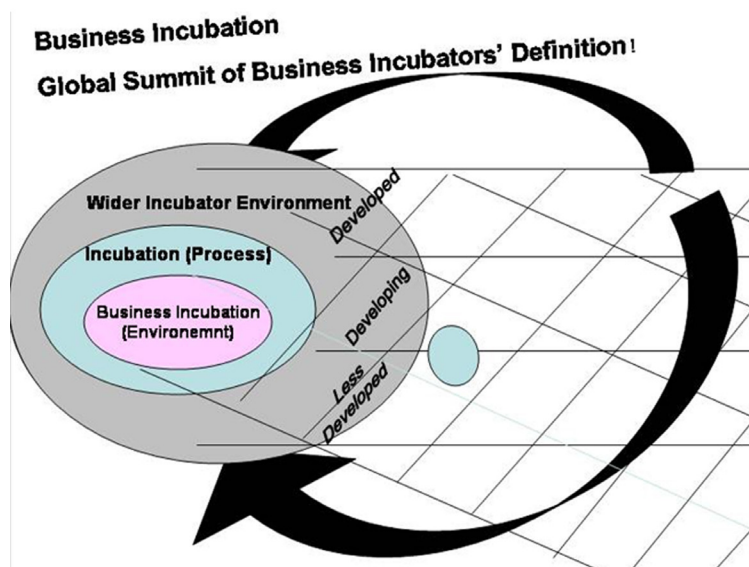 Business Incubation
Global Summit of Business Incubators' Definition!
Wider Incubator Environment
Incubation (Process)
Business Incubation
(Environemnt)
Developed
Developing
Less
Developed